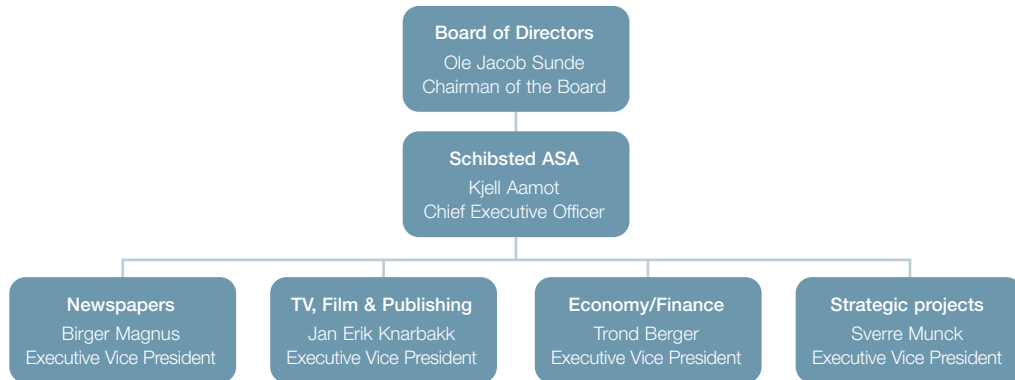 Board of Directors
Ole Jacob Sunde
Chairman of the Board
Schibsted ASA
Kjell Aamot
Chief Executive Officer
Newspapers
Birger Magnus
Executive Vice President
TV, Film & Publishing
Jan Erik Knarbakk
Executive Vice President
Economy/Finance
Trond Berger
Executive Vice President
Strategic projects
Sverre Munck
Executive Vice President